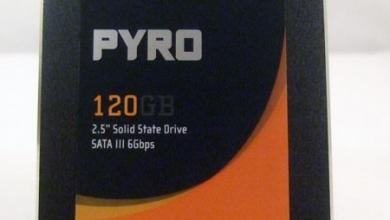 PYRO
120GB
2.5" Solid State Drive
SATA III 6Gbps